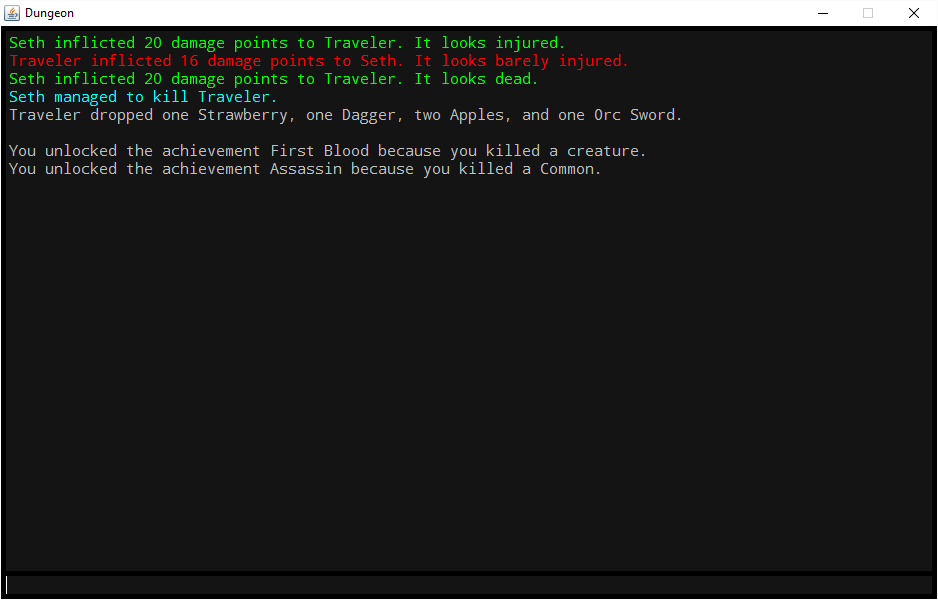 Dungeon
Seth inflicted 20 damage points to Traveler. It looks injured.
Traveler inflicted 16 damage points to Seth. It looks barely injured.
Seth inflicted 20 damage points to Traveler. It looks dead.
Seth managed to kill Traveler.
Traveler dropped one Strawberry, one Dagger, two Apples, and one Orc Sword.
You unlocked the achievement First Blood because you killed a creature.
You unlocked the achievement Assassin because you killed a Common.